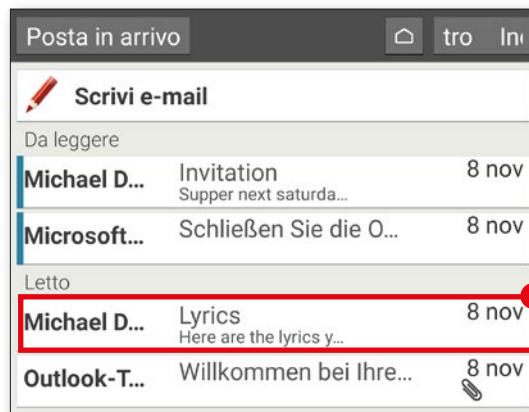 Posta in arrivo tro In
Scrivi e-mail
Da leggere
Michael D... Invitation 8 nov
Supper next saturda...
Microsoft... Schließen Sie die O... 8 nov
Letto
Michael D... Lyrics 8 nov
Here are the lyrics y...
Outlook-T... Willkommen bei Ihre... 8 nov